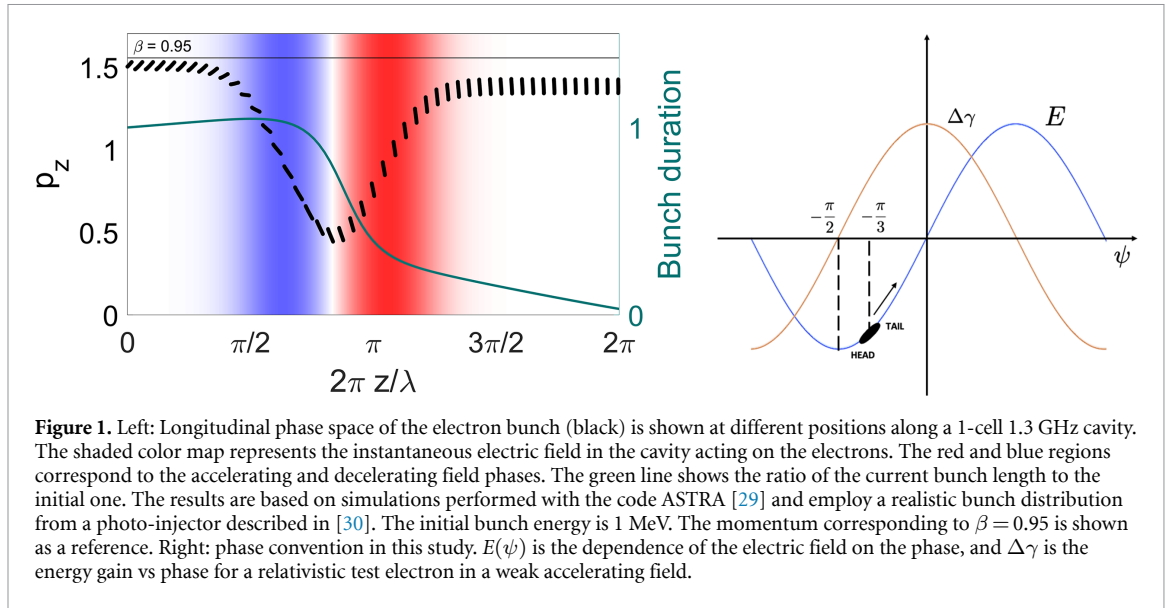 β = 0.95
1.5
1
0.5
0
p_z
0
π/2
π
3π/2
2π
2π z/λ
1
0
Bunch duration
Δγ
E
−π/2
−π/3
ψ
TAIL
HEAD
Figure 1. Left: Longitudinal phase space of the electron bunch (black) is shown at different positions along a 1-cell 1.3 GHz cavity.
The shaded color map represents the instantaneous electric field in the cavity acting on the electrons. The red and blue regions
correspond to the accelerating and decelerating field phases. The green line shows the ratio of the current bunch length to the
initial one. The results are based on simulations performed with the code ASTRA [29] and employ a realistic bunch distribution
from a photo-injector described in [30]. The initial bunch energy is 1 MeV. The momentum corresponding to β = 0.95 is shown
as a reference. Right: phase convention in this study. E(ψ) is the dependence of the electric field on the phase, and Δγ is the
energy gain vs phase for a relativistic test electron in a weak accelerating field.